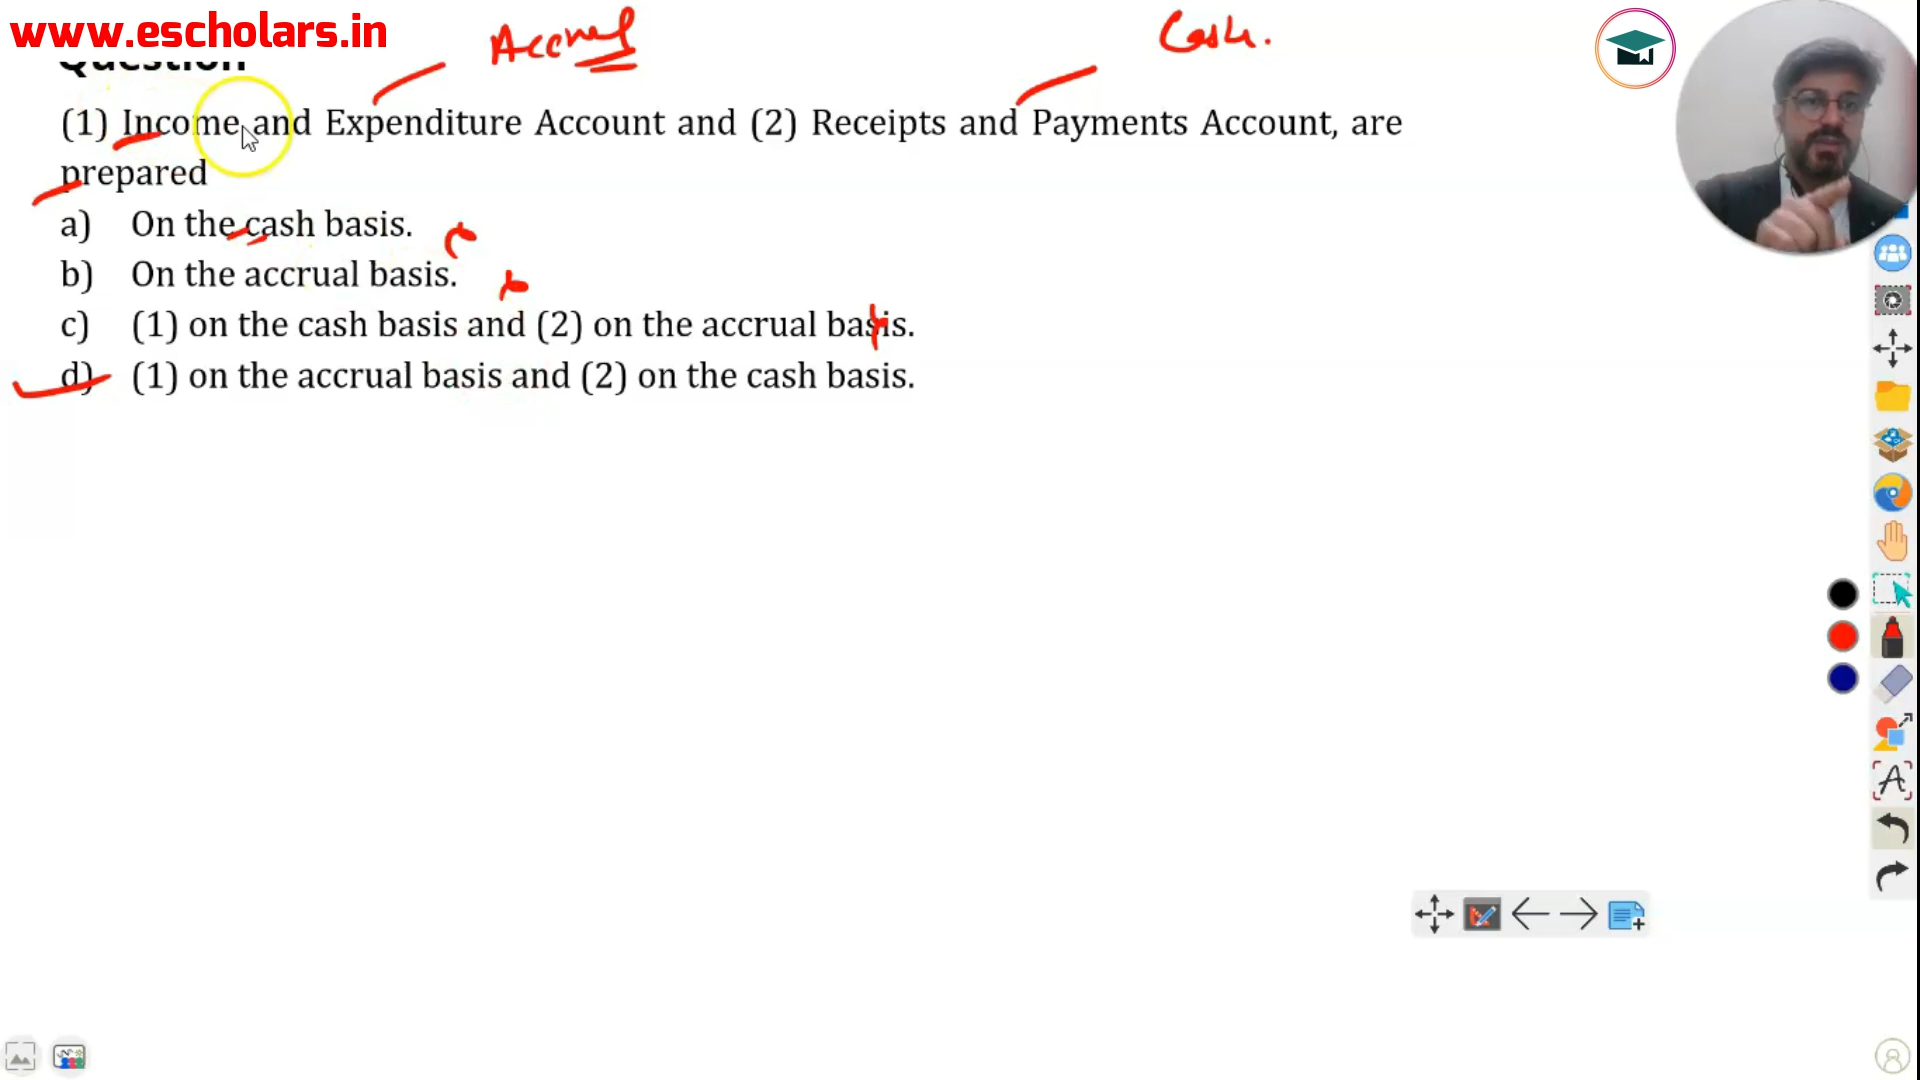 www.escholars.in
Accrual
Cash.
Question
(1) Income and Expenditure Account and (2) Receipts and Payments Account, are
prepared
a) On the cash basis.
b) On the accrual basis.
c) (1) on the cash basis and (2) on the accrual basis.
d) (1) on the accrual basis and (2) on the cash basis.